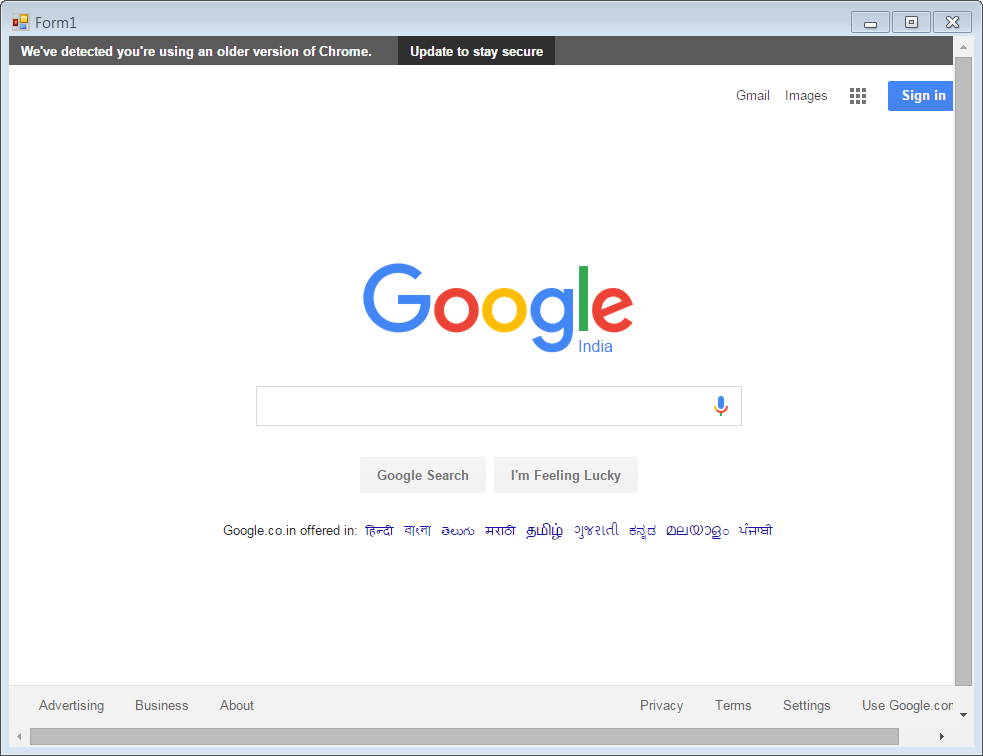 Form1
We've detected you're using an older version of Chrome. Update to stay secure
Gmail Images Sign in
Google
India
Google Search I'm Feeling Lucky
Google.co.in offered in: हिन्दी বাংলা తెలుగు मराठी தமிழ் ગુજરાતી ಕನ್ನಡ മലയാളം ਪੰਜਾਬੀ
Advertising Business About Privacy Terms Settings Use Google.com